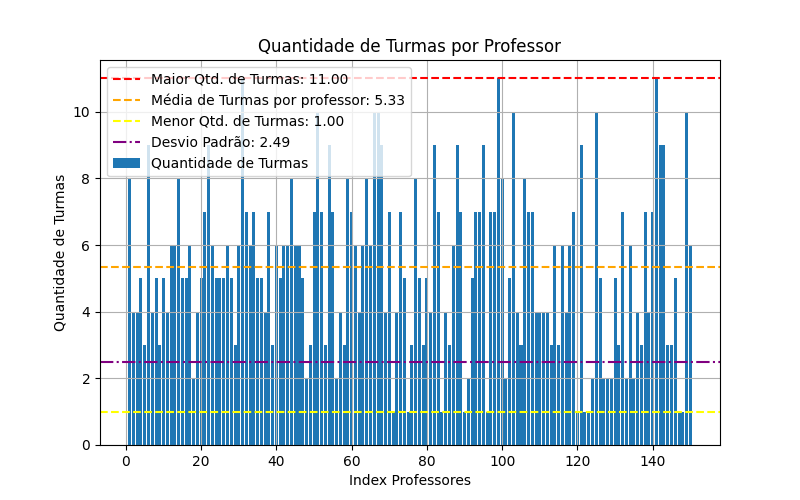 Quantidade de Turmas por Professor
Maior Qtd. de Turmas: 11.00
Média de Turmas por professor: 5.33
Menor Qtd. de Turmas: 1.00
Desvio Padrão: 2.49
Quantidade de Turmas
Quantidade de Turmas
10
8
6
4
2
0
0 20 40 60 80 100 120 140
Index Professores